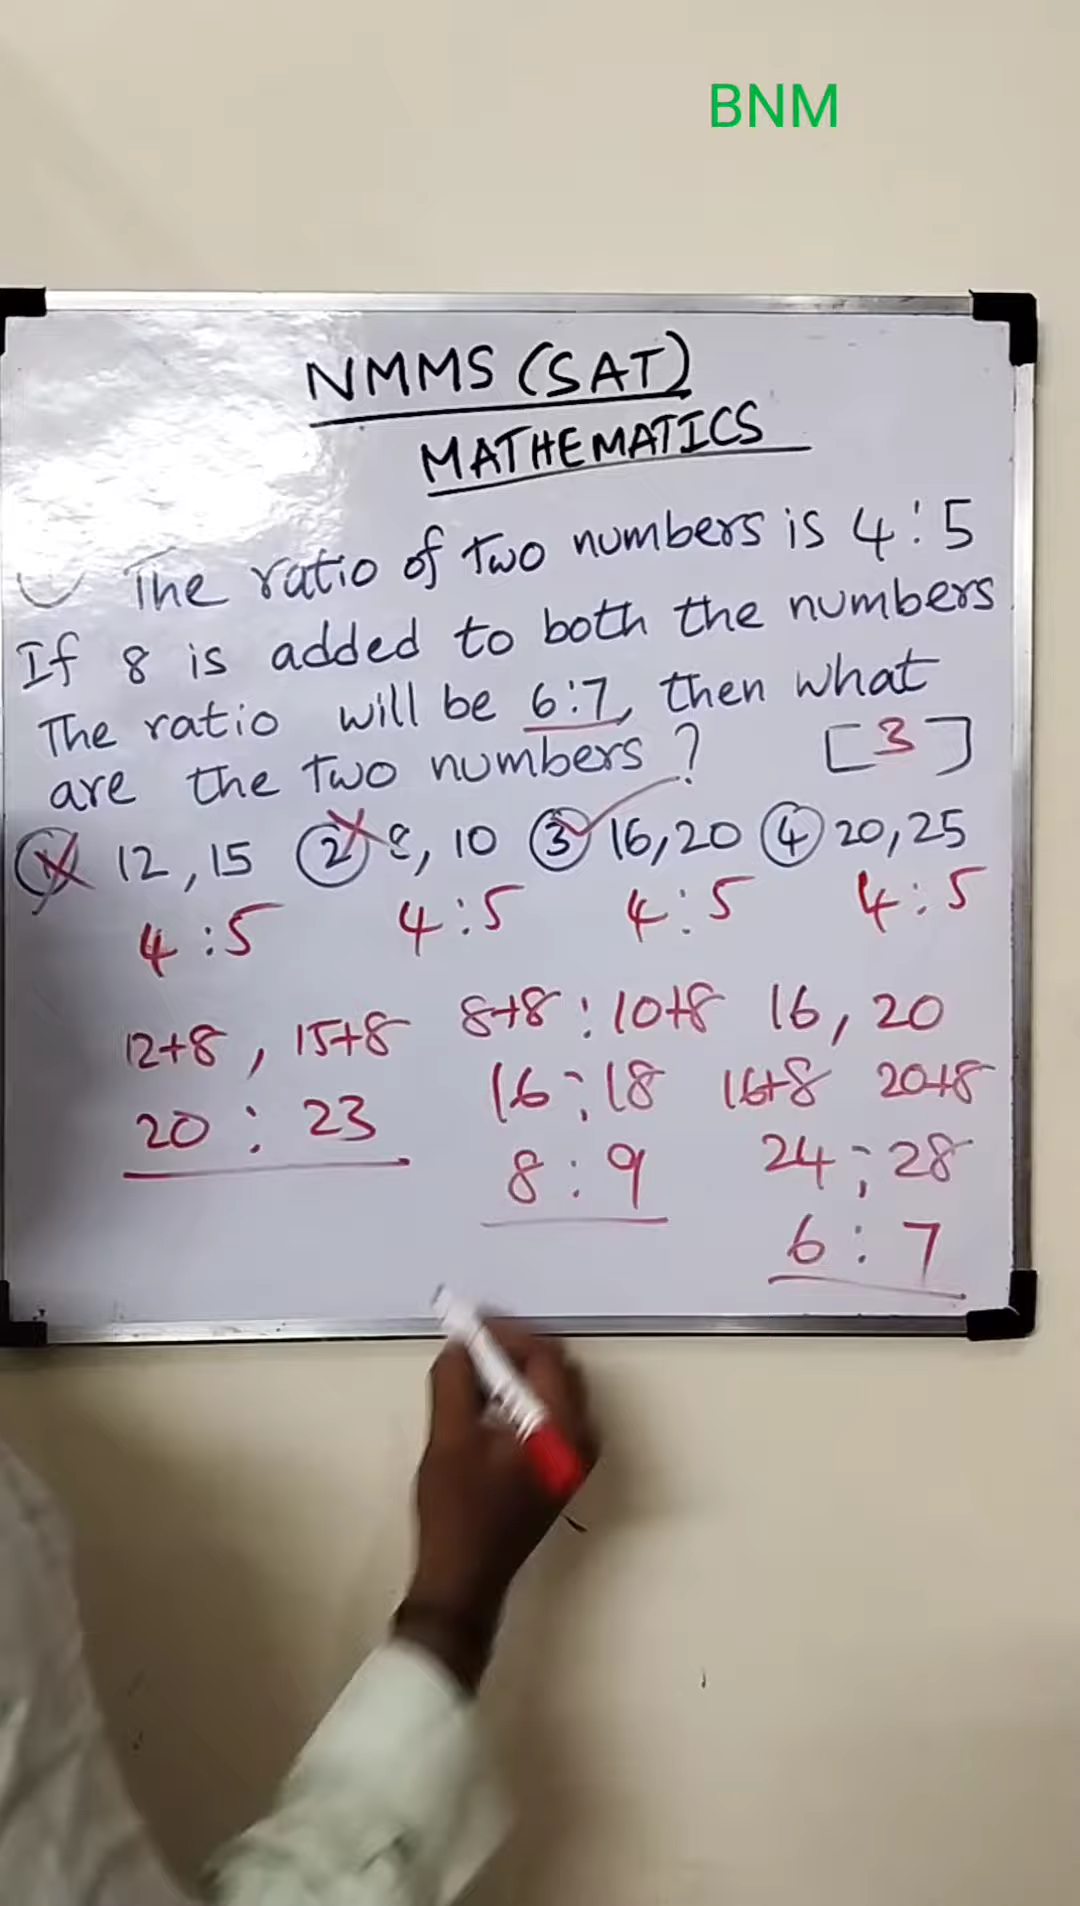 BNM
NMMS (SAT)
MATHEMATICS
The ratio of two numbers is 4:5
If 8 is added to both the numbers
The ratio will be 6:7, then what
are the two numbers? [3]
1 12, 15 2 8, 10 3 16, 20 4 20, 25
4:5 4:5 4:5 4:5
12+8, 15+8
20:23
8+8:10+8
16:18
8:9
16, 20
16+8 20+8
24:28
6:7